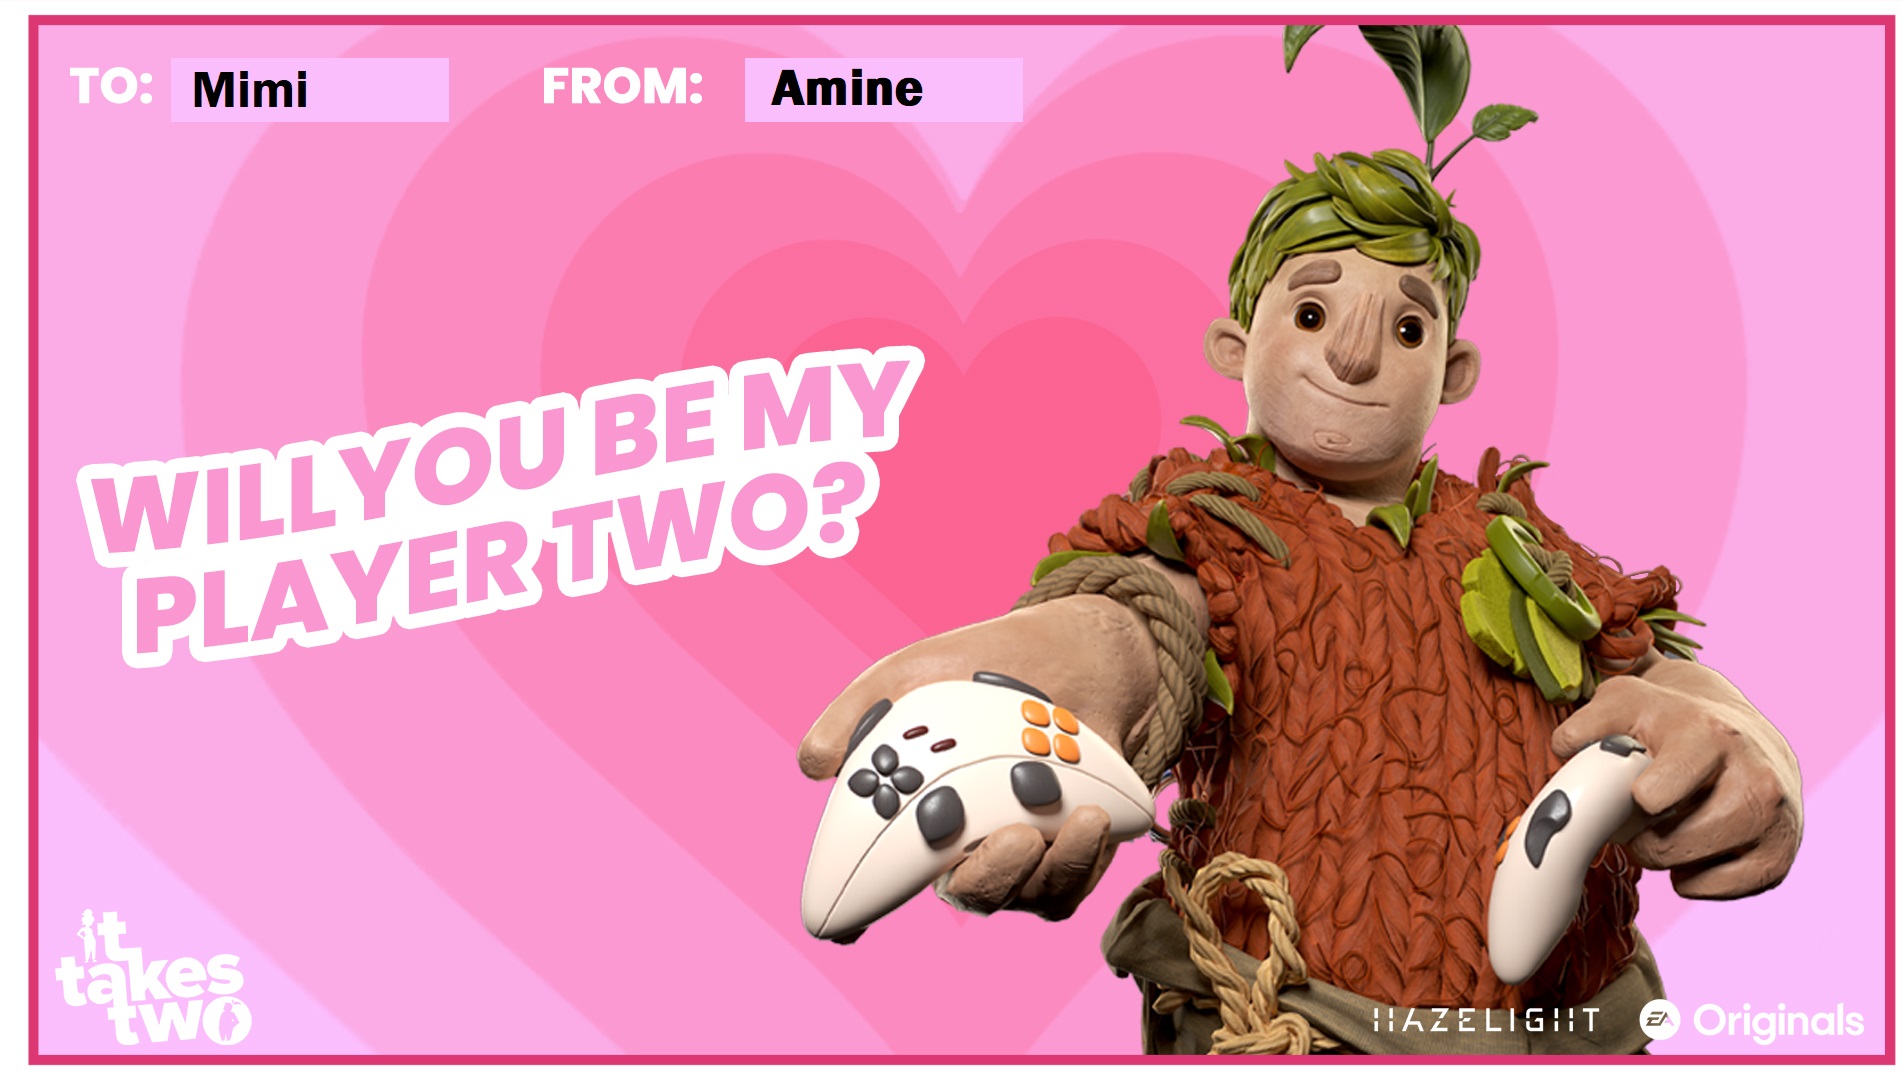 TO: Mimi FROM: Amine
WILL YOU BE MY
PLAYER TWO?
it
takes
two
HAZELIGHT EA Originals